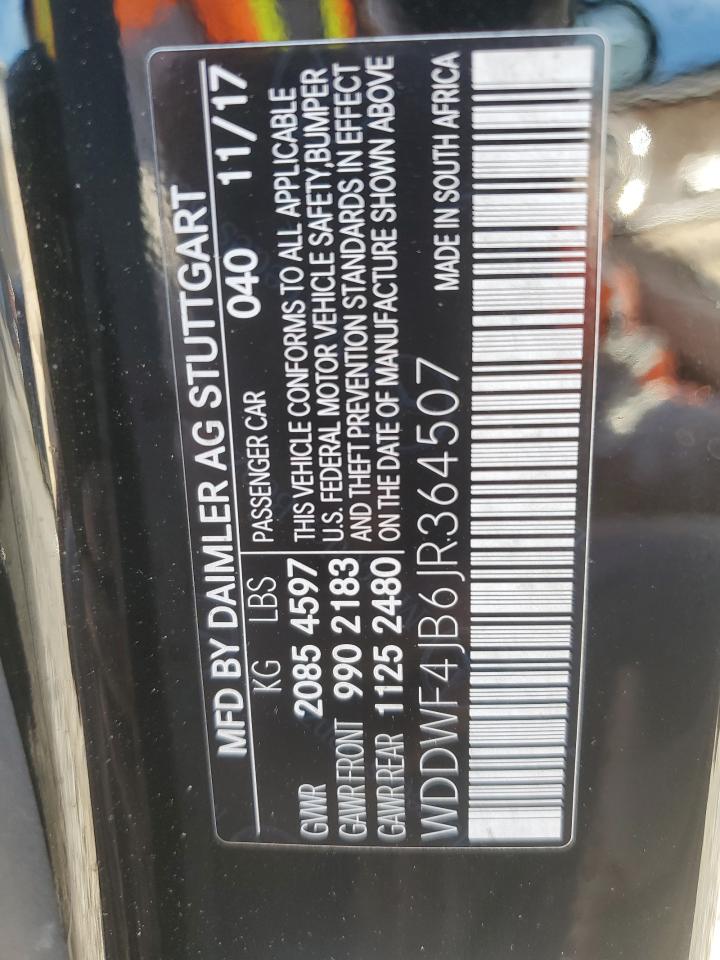 MFD BY DAIMLER AG STUTTGART
KG LBS
040 11/17
GVWR 2085 4597
GAWR FRONT 990 2183
GAWR REAR 1125 2480
PASSENGER CAR
THIS VEHICLE CONFORMS TO ALL APPLICABLE
U.S. FEDERAL MOTOR VEHICLE SAFETY,BUMPER
AND THEFT PREVENTION STANDARDS IN EFFECT
ON THE DATE OF MANUFACTURE SHOWN ABOVE
WDDWF4JB6JR364507
MADE IN SOUTH AFRICA